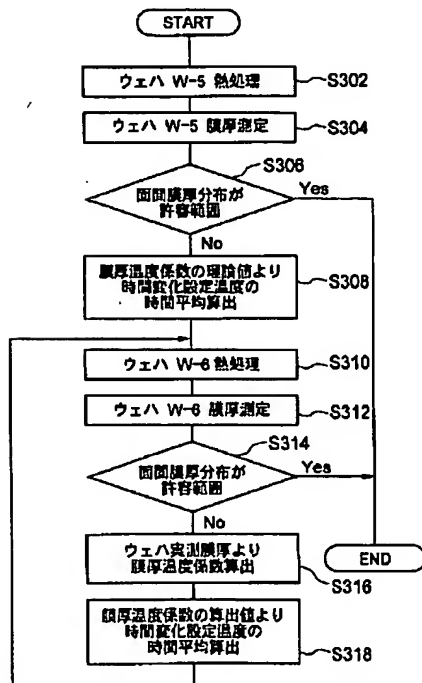 START
ウェハ W-5 熱処理
S302
ウェハ W-5 膜厚測定
S304
S306
面間膜厚分布が
許容範囲
Yes
No
膜厚温度係数の理論値より
時間変化設定温度の
時間平均算出
S308
ウェハ W-6 熱処理
S310
ウェハ W-6 膜厚測定
S312
S314
面間膜厚分布が
許容範囲
Yes
No
END
ウェハ実測膜厚より
膜厚温度係数算出
S316
膜厚温度係数の算出値より
時間変化設定温度の
時間平均算出
S318